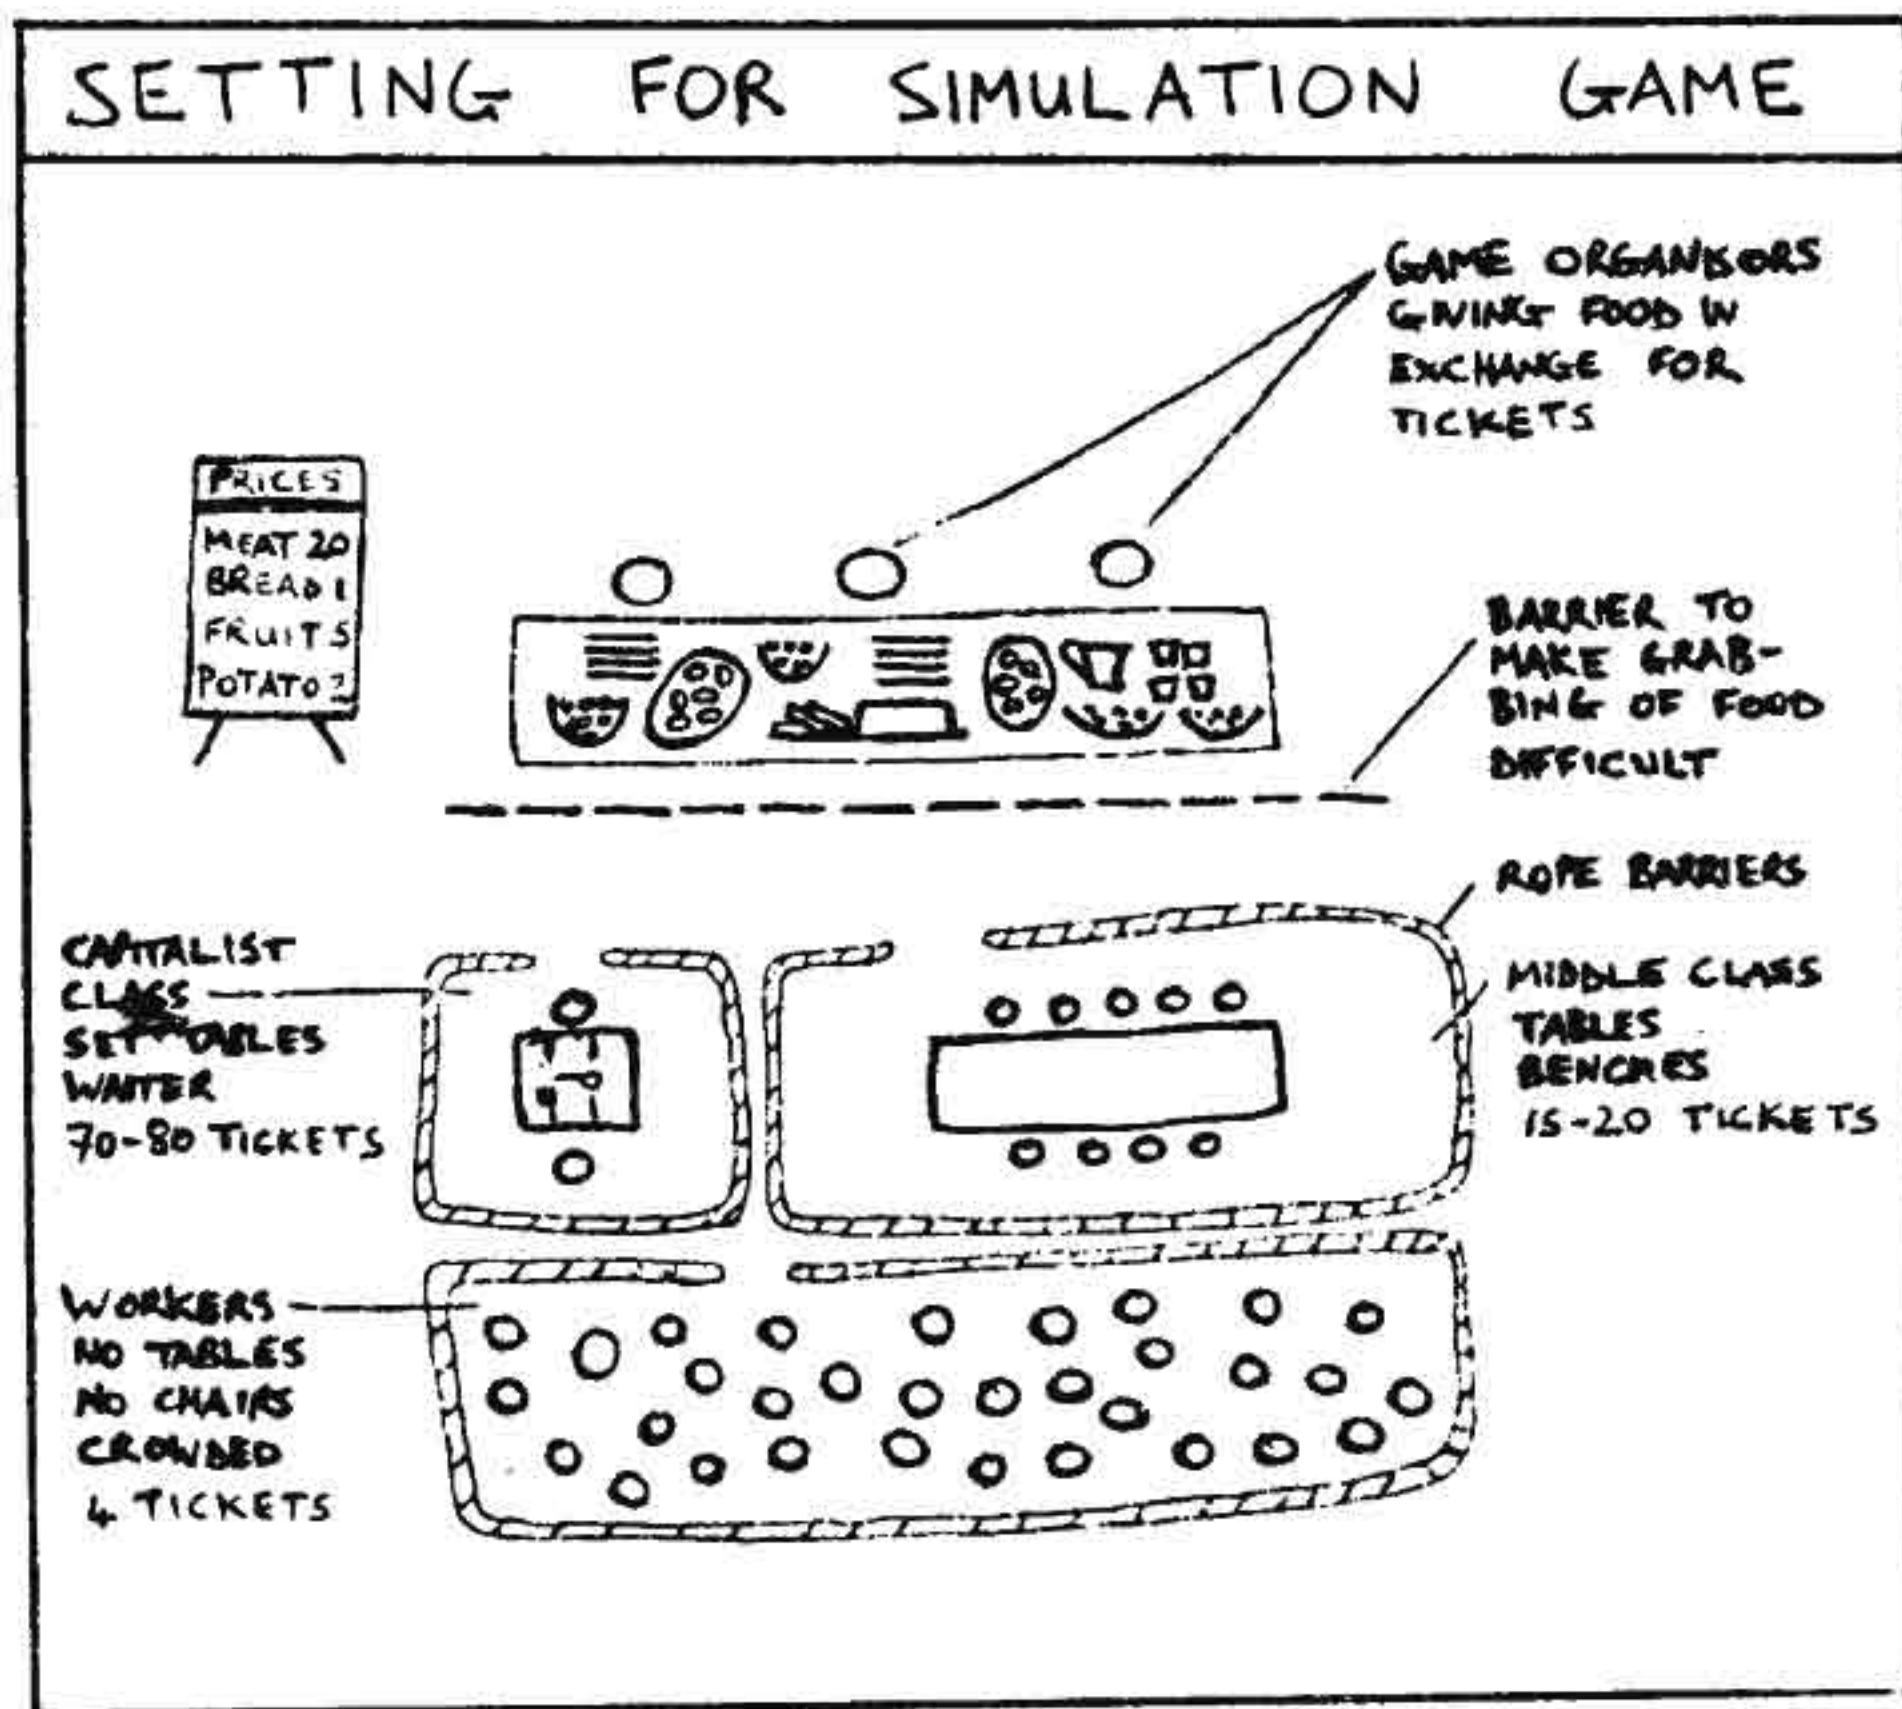 SETTING FOR SIMULATION GAME
GAME ORGANISORS
GIVING FOOD IN
EXCHANGE FOR
TICKETS
PRICES
MEAT 20
BREAD 1
FRUIT 5
POTATO 2
BARRIER TO
MAKE GRAB-
BING OF FOOD
DIFFICULT
ROPE BARRIERS
CAPITALIST
CLASS
SET TABLES
WAITER
70-80 TICKETS
MIDDLE CLASS
TABLES
BENCHES
15-20 TICKETS
WORKERS
NO TABLES
NO CHAIRS
CROWDED
4 TICKETS